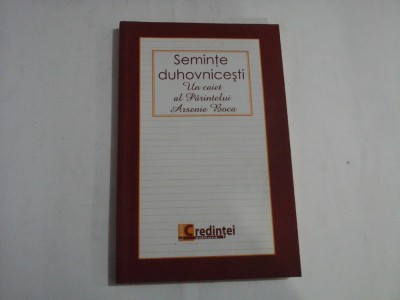 Semințe
duhovnicești
Un caiet
al Părintelui
Arsenie Boca
Credinței